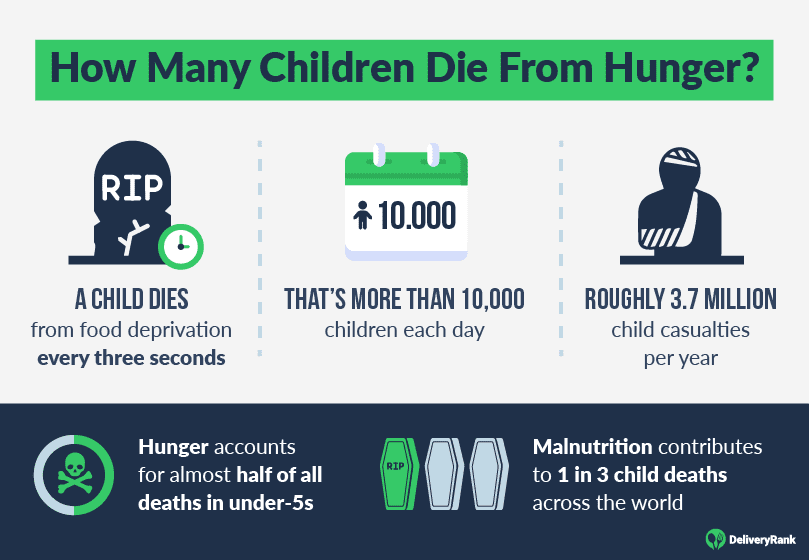 How Many Children Die From Hunger?
RIP
10.000
A CHILD DIES
from food deprivation
every three seconds
THAT'S MORE THAN 10,000
children each day
ROUGHLY 3.7 MILLION
child casualties
per year
Hunger accounts
for almost half of all
deaths in under-5s
RIP
Malnutrition contributes
to 1 in 3 child deaths
across the world
DeliveryRank